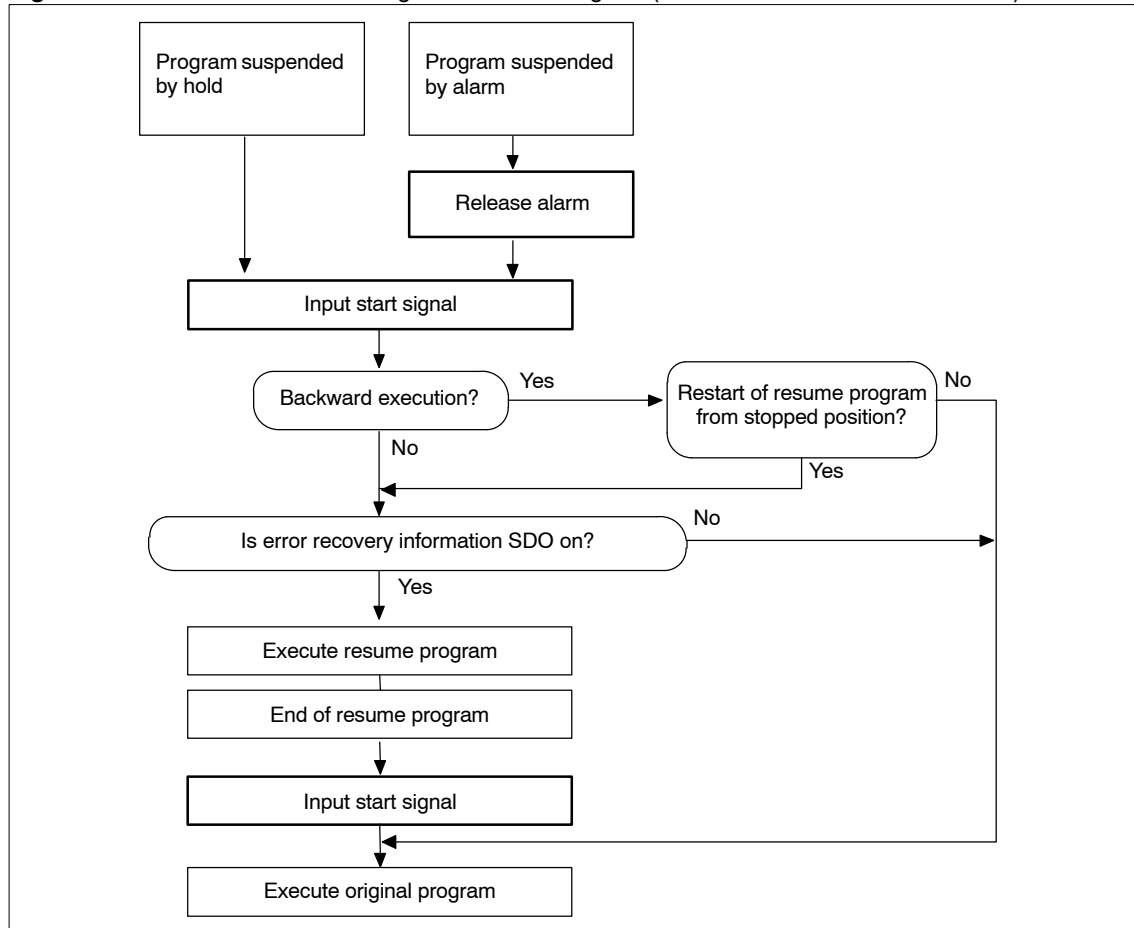 Program suspended
by hold
Program suspended
by alarm
Release alarm
Input start signal
Backward execution?
Yes
Restart of resume program
from stopped position?
No
No
Yes
Is error recovery information SDO on?
No
Yes
Execute resume program
End of resume program
Input start signal
Execute original program